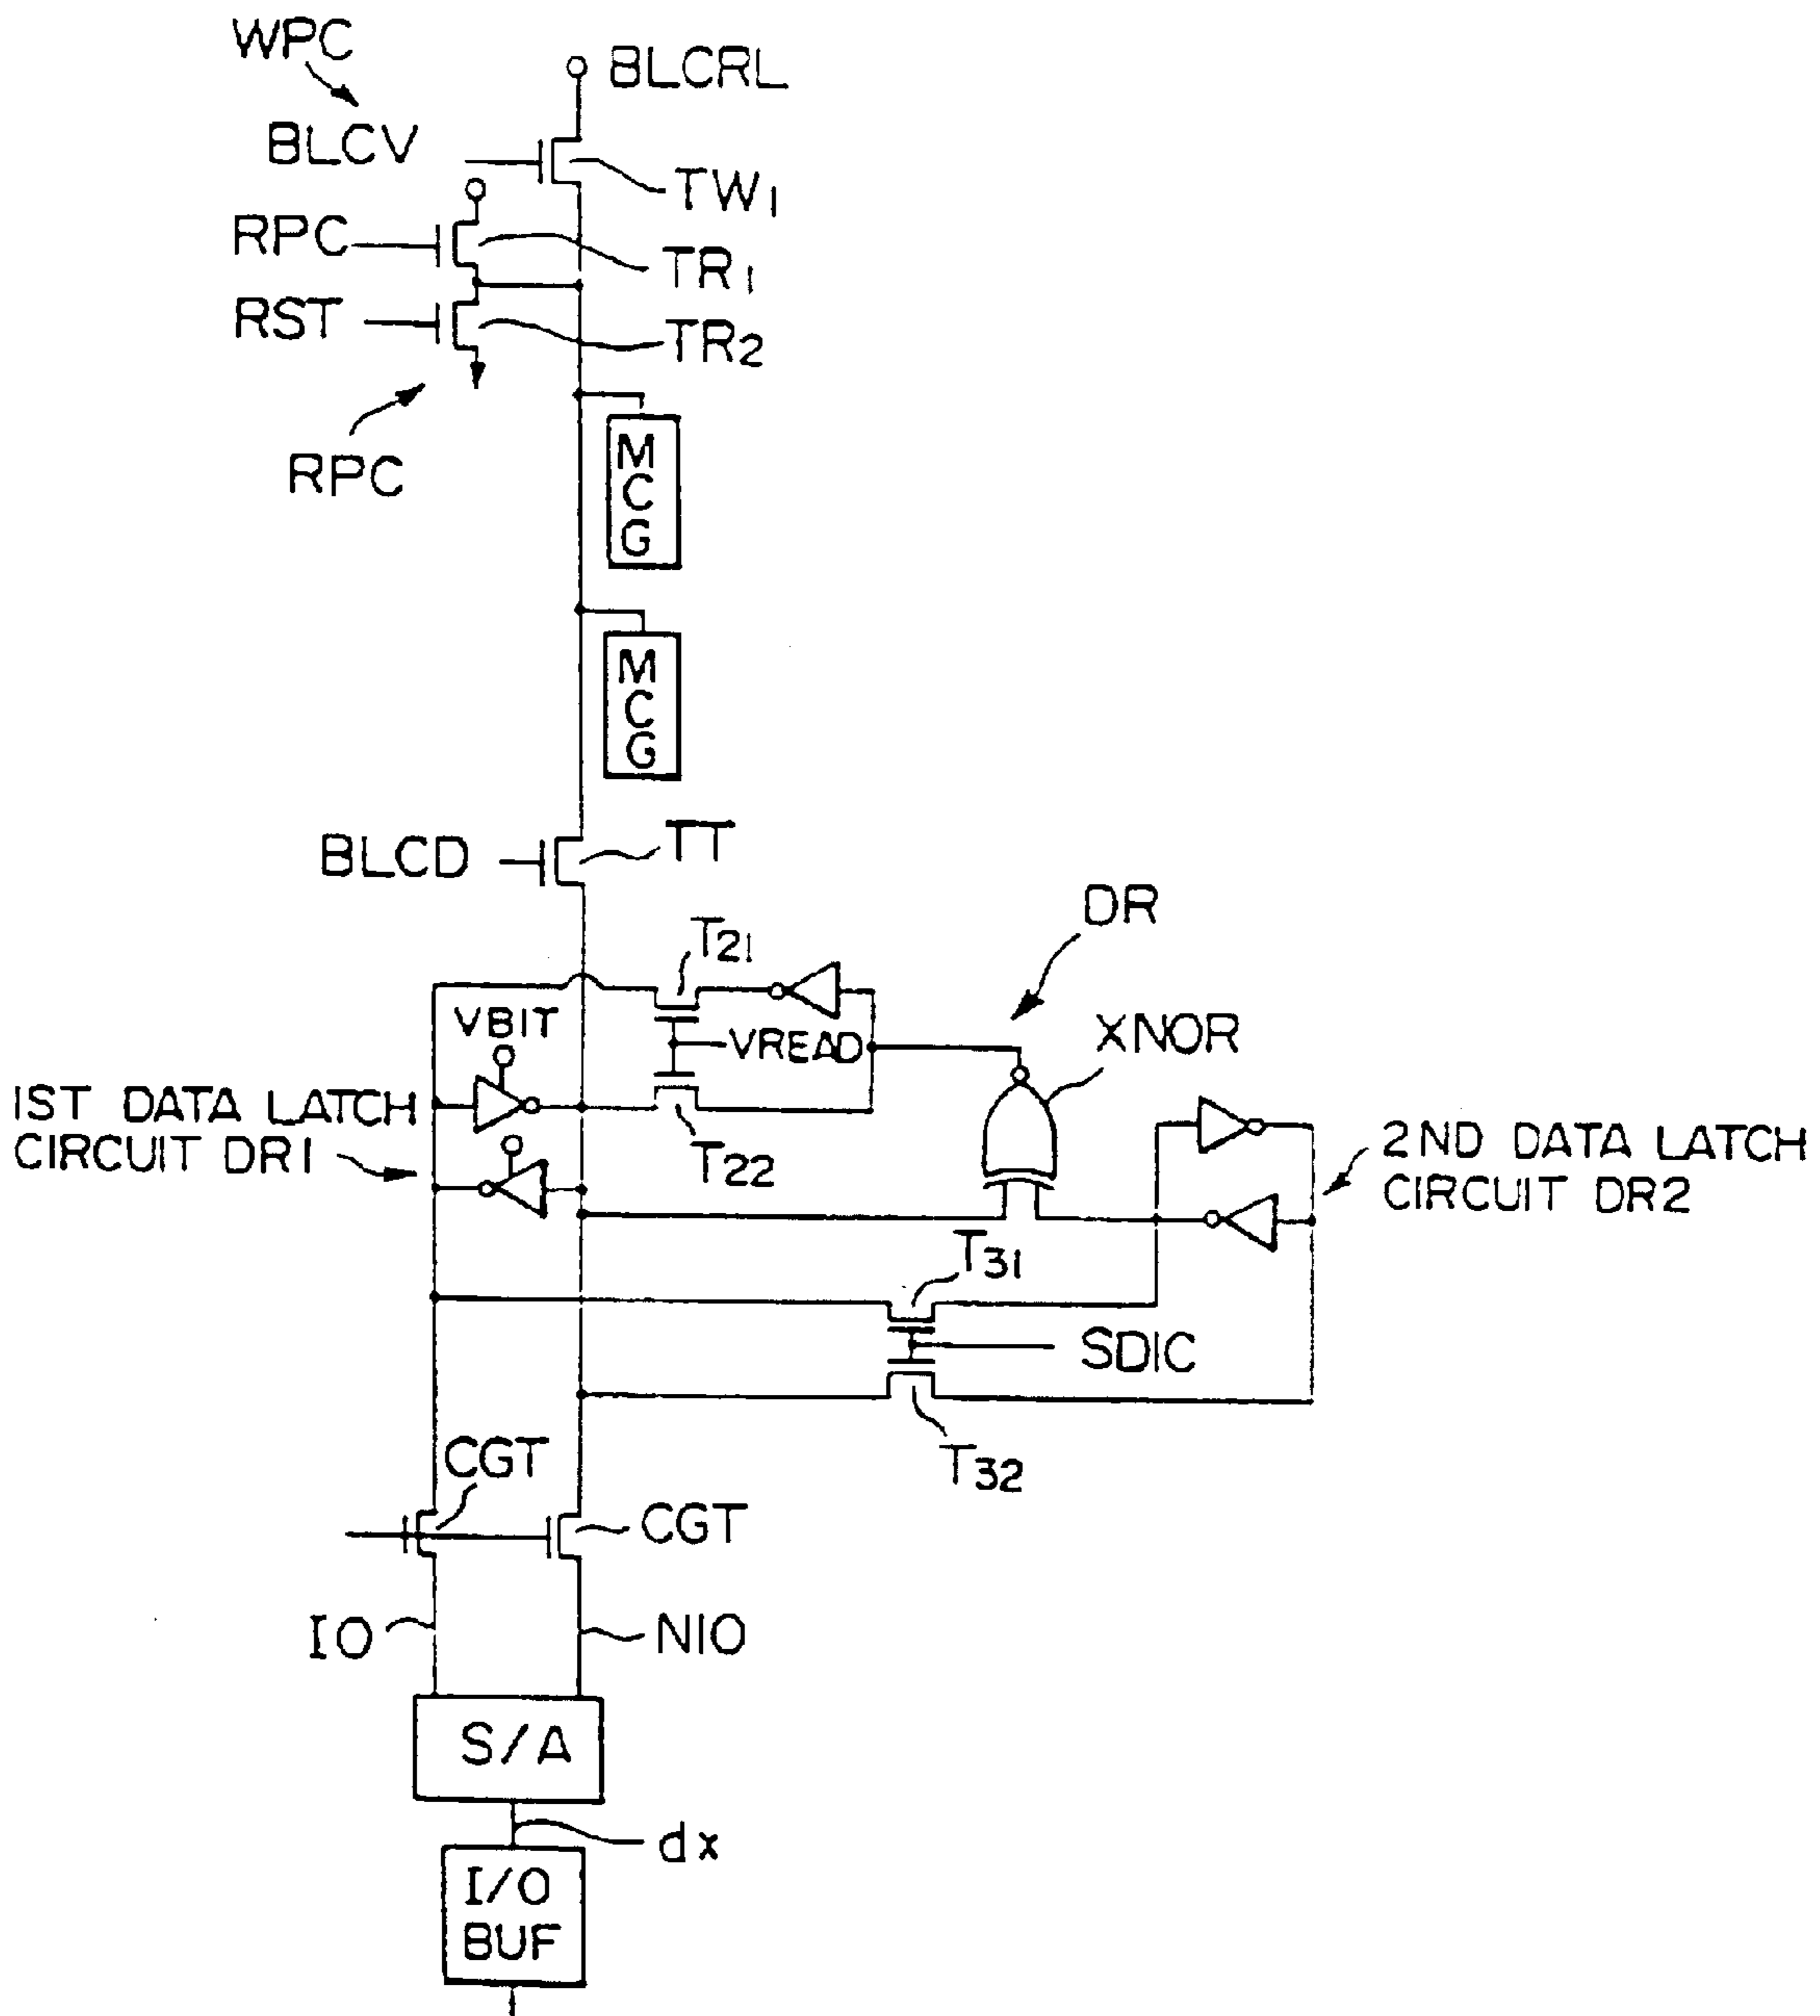 WPC
BLCRL
BLCV
TW1
RPC
TR1
RST
TR2
RPC
M
C
G
M
C
G
BLCD
TT
DR
T21
VBIT
VREAD
XNOR
1ST DATA LATCH
CIRCUIT DR1
T22
2ND DATA LATCH
CIRCUIT DR2
T31
SDIC
T32
CGT
CGT
IO
NIO
S/A
dx
I/O
BUF